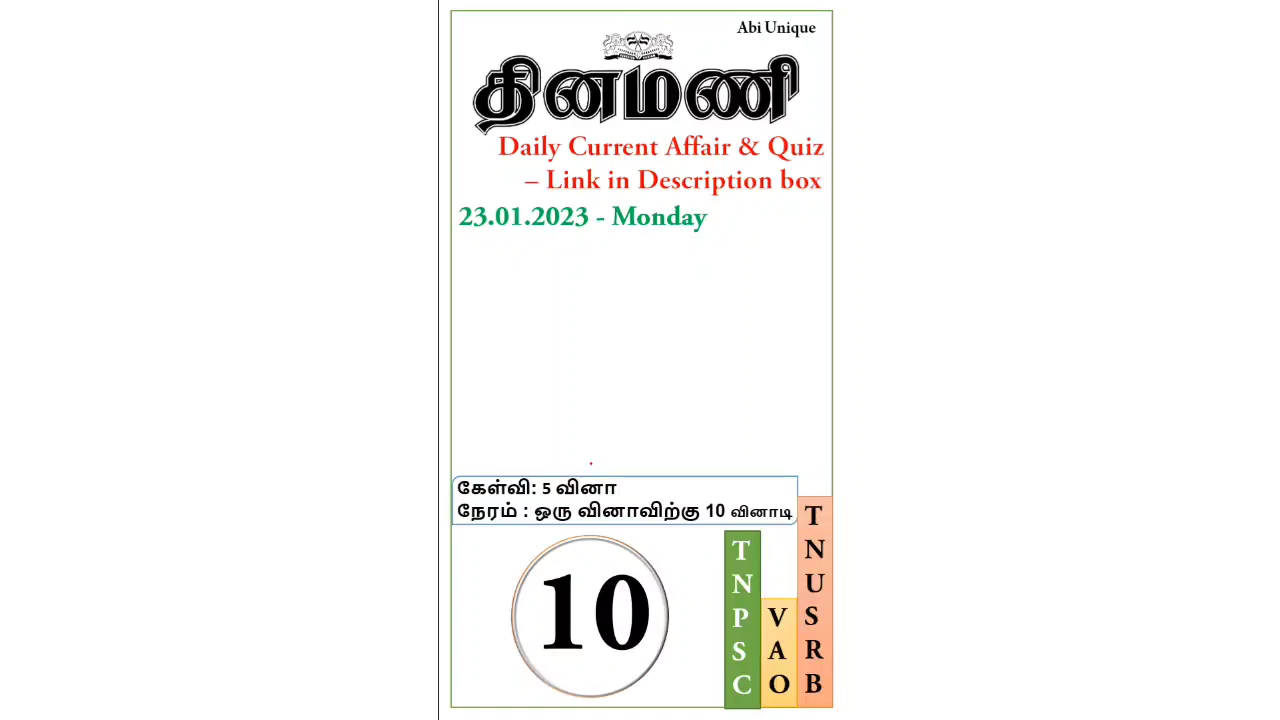 Abi Unique
தினமணி
Daily Current Affair & Quiz
– Link in Description box
23.01.2023 - Monday
கேள்வி: 5 வினா
நேரம் : ஒரு வினாவிற்கு 10 வினாடி
10
TNPSC
VAO
TNUSRB